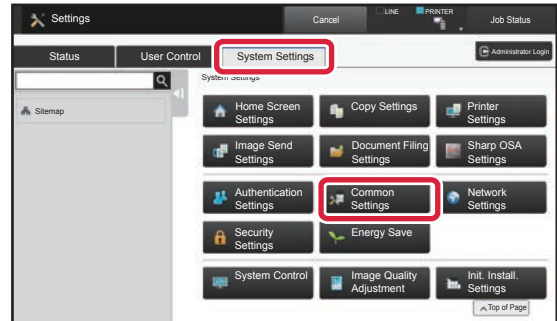 Settings
Cancel
LINE
PRINTER
Job Status
Status
User Control
System Settings
Administrator Login
System Settings
Sitemap
Home Screen
Settings
Copy Settings
Printer
Settings
Image Send
Settings
Document Filing
Settings
Sharp OSA
Settings
Authentication
Settings
Common
Settings
Network
Settings
Security
Settings
Energy Save
System Control
Image Quality
Adjustment
Init. Install.
Settings
Top of Page